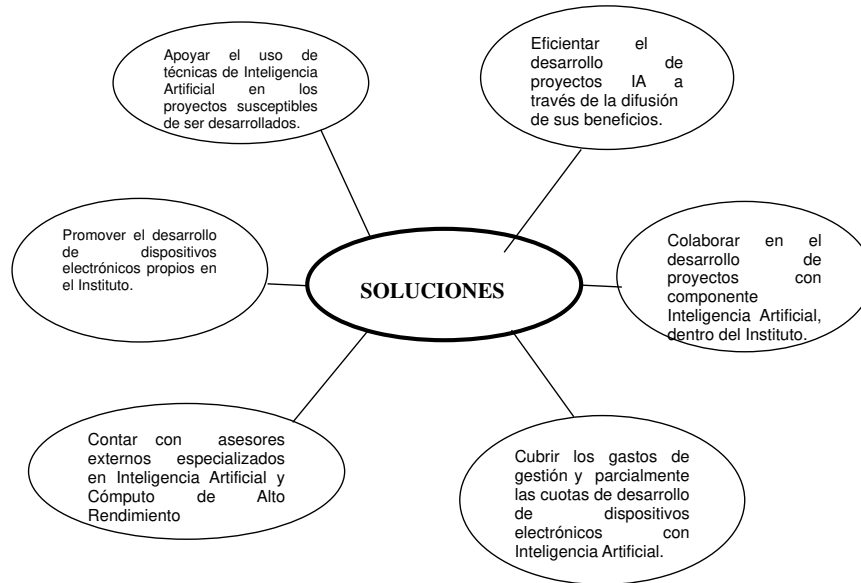 Apoyar el uso de
técnicas de Inteligencia
Artificial en los
proyectos susceptibles
de ser desarrollados.
Eficientar el
desarrollo de
proyectos IA a
través de la difusión
de sus beneficios.
Promover el desarrollo
de dispositivos
electrónicos propios en
el Instituto.
SOLUCIONES
Colaborar en el
desarrollo de
proyectos con
componente
Inteligencia Artificial,
dentro del Instituto.
Contar con asesores
externos especializados
en Inteligencia Artificial y
Cómputo de Alto
Rendimiento
Cubrir los gastos de
gestión y parcialmente
las cuotas de desarrollo
de dispositivos
electrónicos con
Inteligencia Artificial.